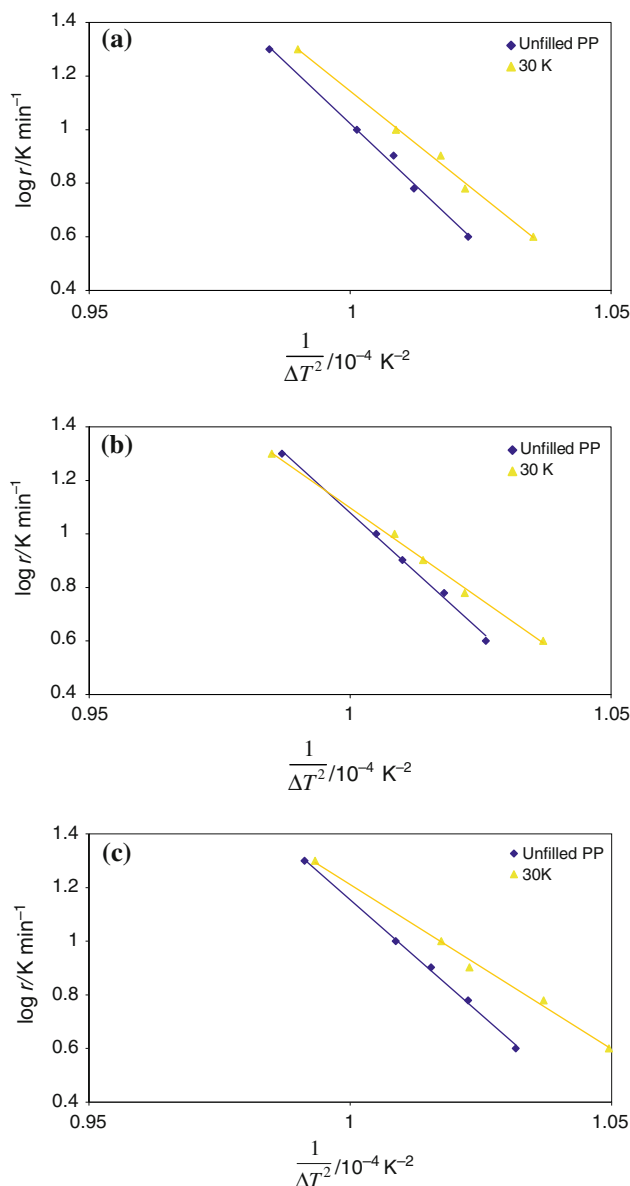 (a)
Unfilled PP
30 K
log r/K min⁻¹
1.4
1.2
1
0.8
0.6
0.4
0.95
1
1.05
1
ΔT² /10⁻⁴ K⁻²
(b)
Unfilled PP
30 K
log r/K min⁻¹
1.4
1.2
1
0.8
0.6
0.4
0.95
1
1.05
1
ΔT² /10⁻⁴ K⁻²
(c)
Unfilled PP
30K
log r/K min⁻¹
1.4
1.2
1
0.8
0.6
0.4
0.95
1
1.05
1
ΔT² /10⁻⁴ K⁻²